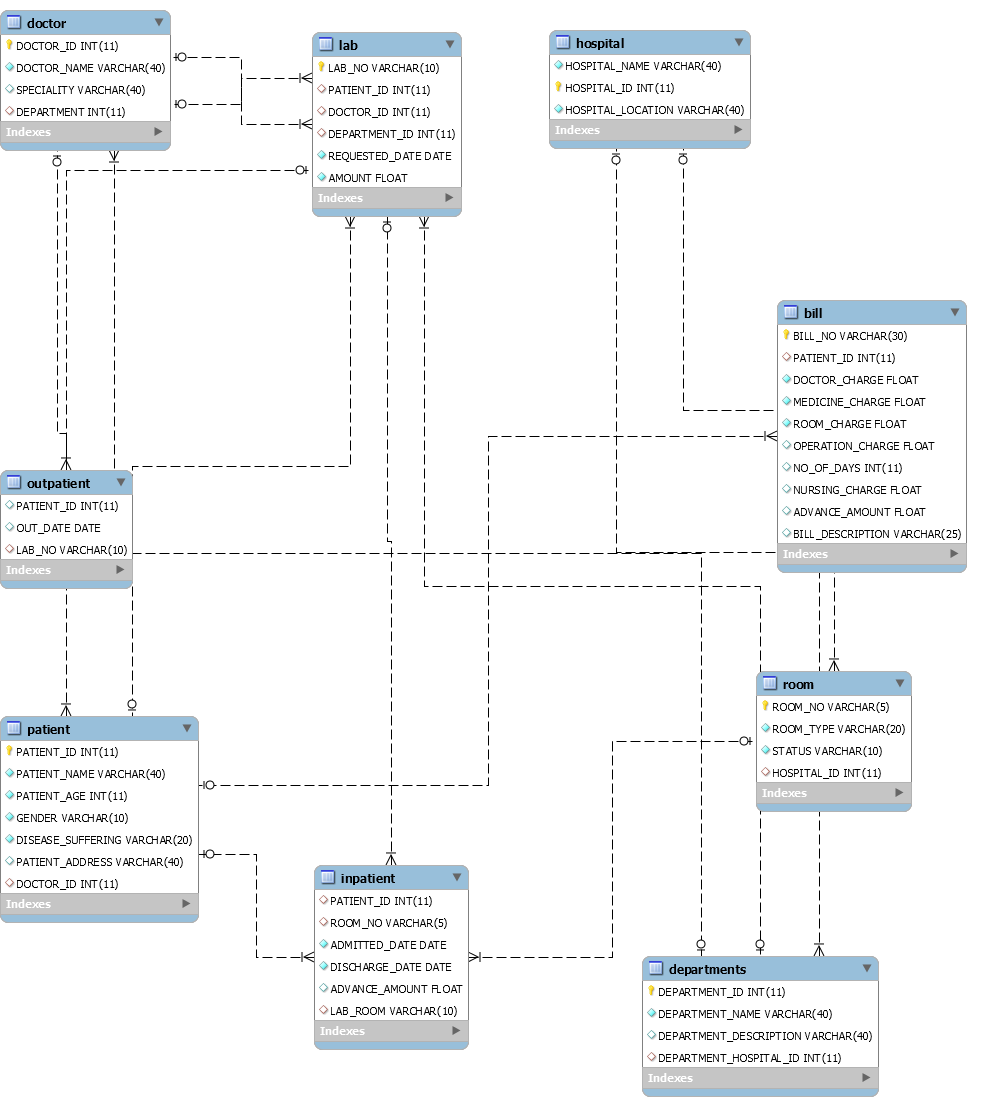 doctor
DOCTOR_ID INT(11)
DOCTOR_NAME VARCHAR(40)
SPECIALITY VARCHAR(40)
DEPARTMENT INT(11)
Indexes
lab
LAB_NO VARCHAR(10)
PATIENT_ID INT(11)
DOCTOR_ID INT(11)
DEPARTMENT_ID INT(11)
REQUESTED_DATE DATE
AMOUNT FLOAT
Indexes
hospital
HOSPITAL_NAME VARCHAR(40)
HOSPITAL_ID INT(11)
HOSPITAL_LOCATION VARCHAR(40)
Indexes
bill
BILL_NO VARCHAR(30)
PATIENT_ID INT(11)
DOCTOR_CHARGE FLOAT
MEDICINE_CHARGE FLOAT
ROOM_CHARGE FLOAT
OPERATION_CHARGE FLOAT
NO_OF_DAYS INT(11)
NURSING_CHARGE FLOAT
ADVANCE_AMOUNT FLOAT
BILL_DESCRIPTION VARCHAR(25)
Indexes
outpatient
PATIENT_ID INT(11)
OUT_DATE DATE
LAB_NO VARCHAR(10)
Indexes
room
ROOM_NO VARCHAR(5)
ROOM_TYPE VARCHAR(20)
STATUS VARCHAR(10)
HOSPITAL_ID INT(11)
Indexes
patient
PATIENT_ID INT(11)
PATIENT_NAME VARCHAR(40)
PATIENT_AGE INT(11)
GENDER VARCHAR(10)
DISEASE_SUFFERING VARCHAR(20)
PATIENT_ADDRESS VARCHAR(40)
DOCTOR_ID INT(11)
Indexes
inpatient
PATIENT_ID INT(11)
ROOM_NO VARCHAR(5)
ADMITTED_DATE DATE
DISCHARGE_DATE DATE
ADVANCE_AMOUNT FLOAT
LAB_ROOM VARCHAR(10)
Indexes
departments
DEPARTMENT_ID INT(11)
DEPARTMENT_NAME VARCHAR(40)
DEPARTMENT_DESCRIPTION VARCHAR(40)
DEPARTMENT_HOSPITAL_ID INT(11)
Indexes